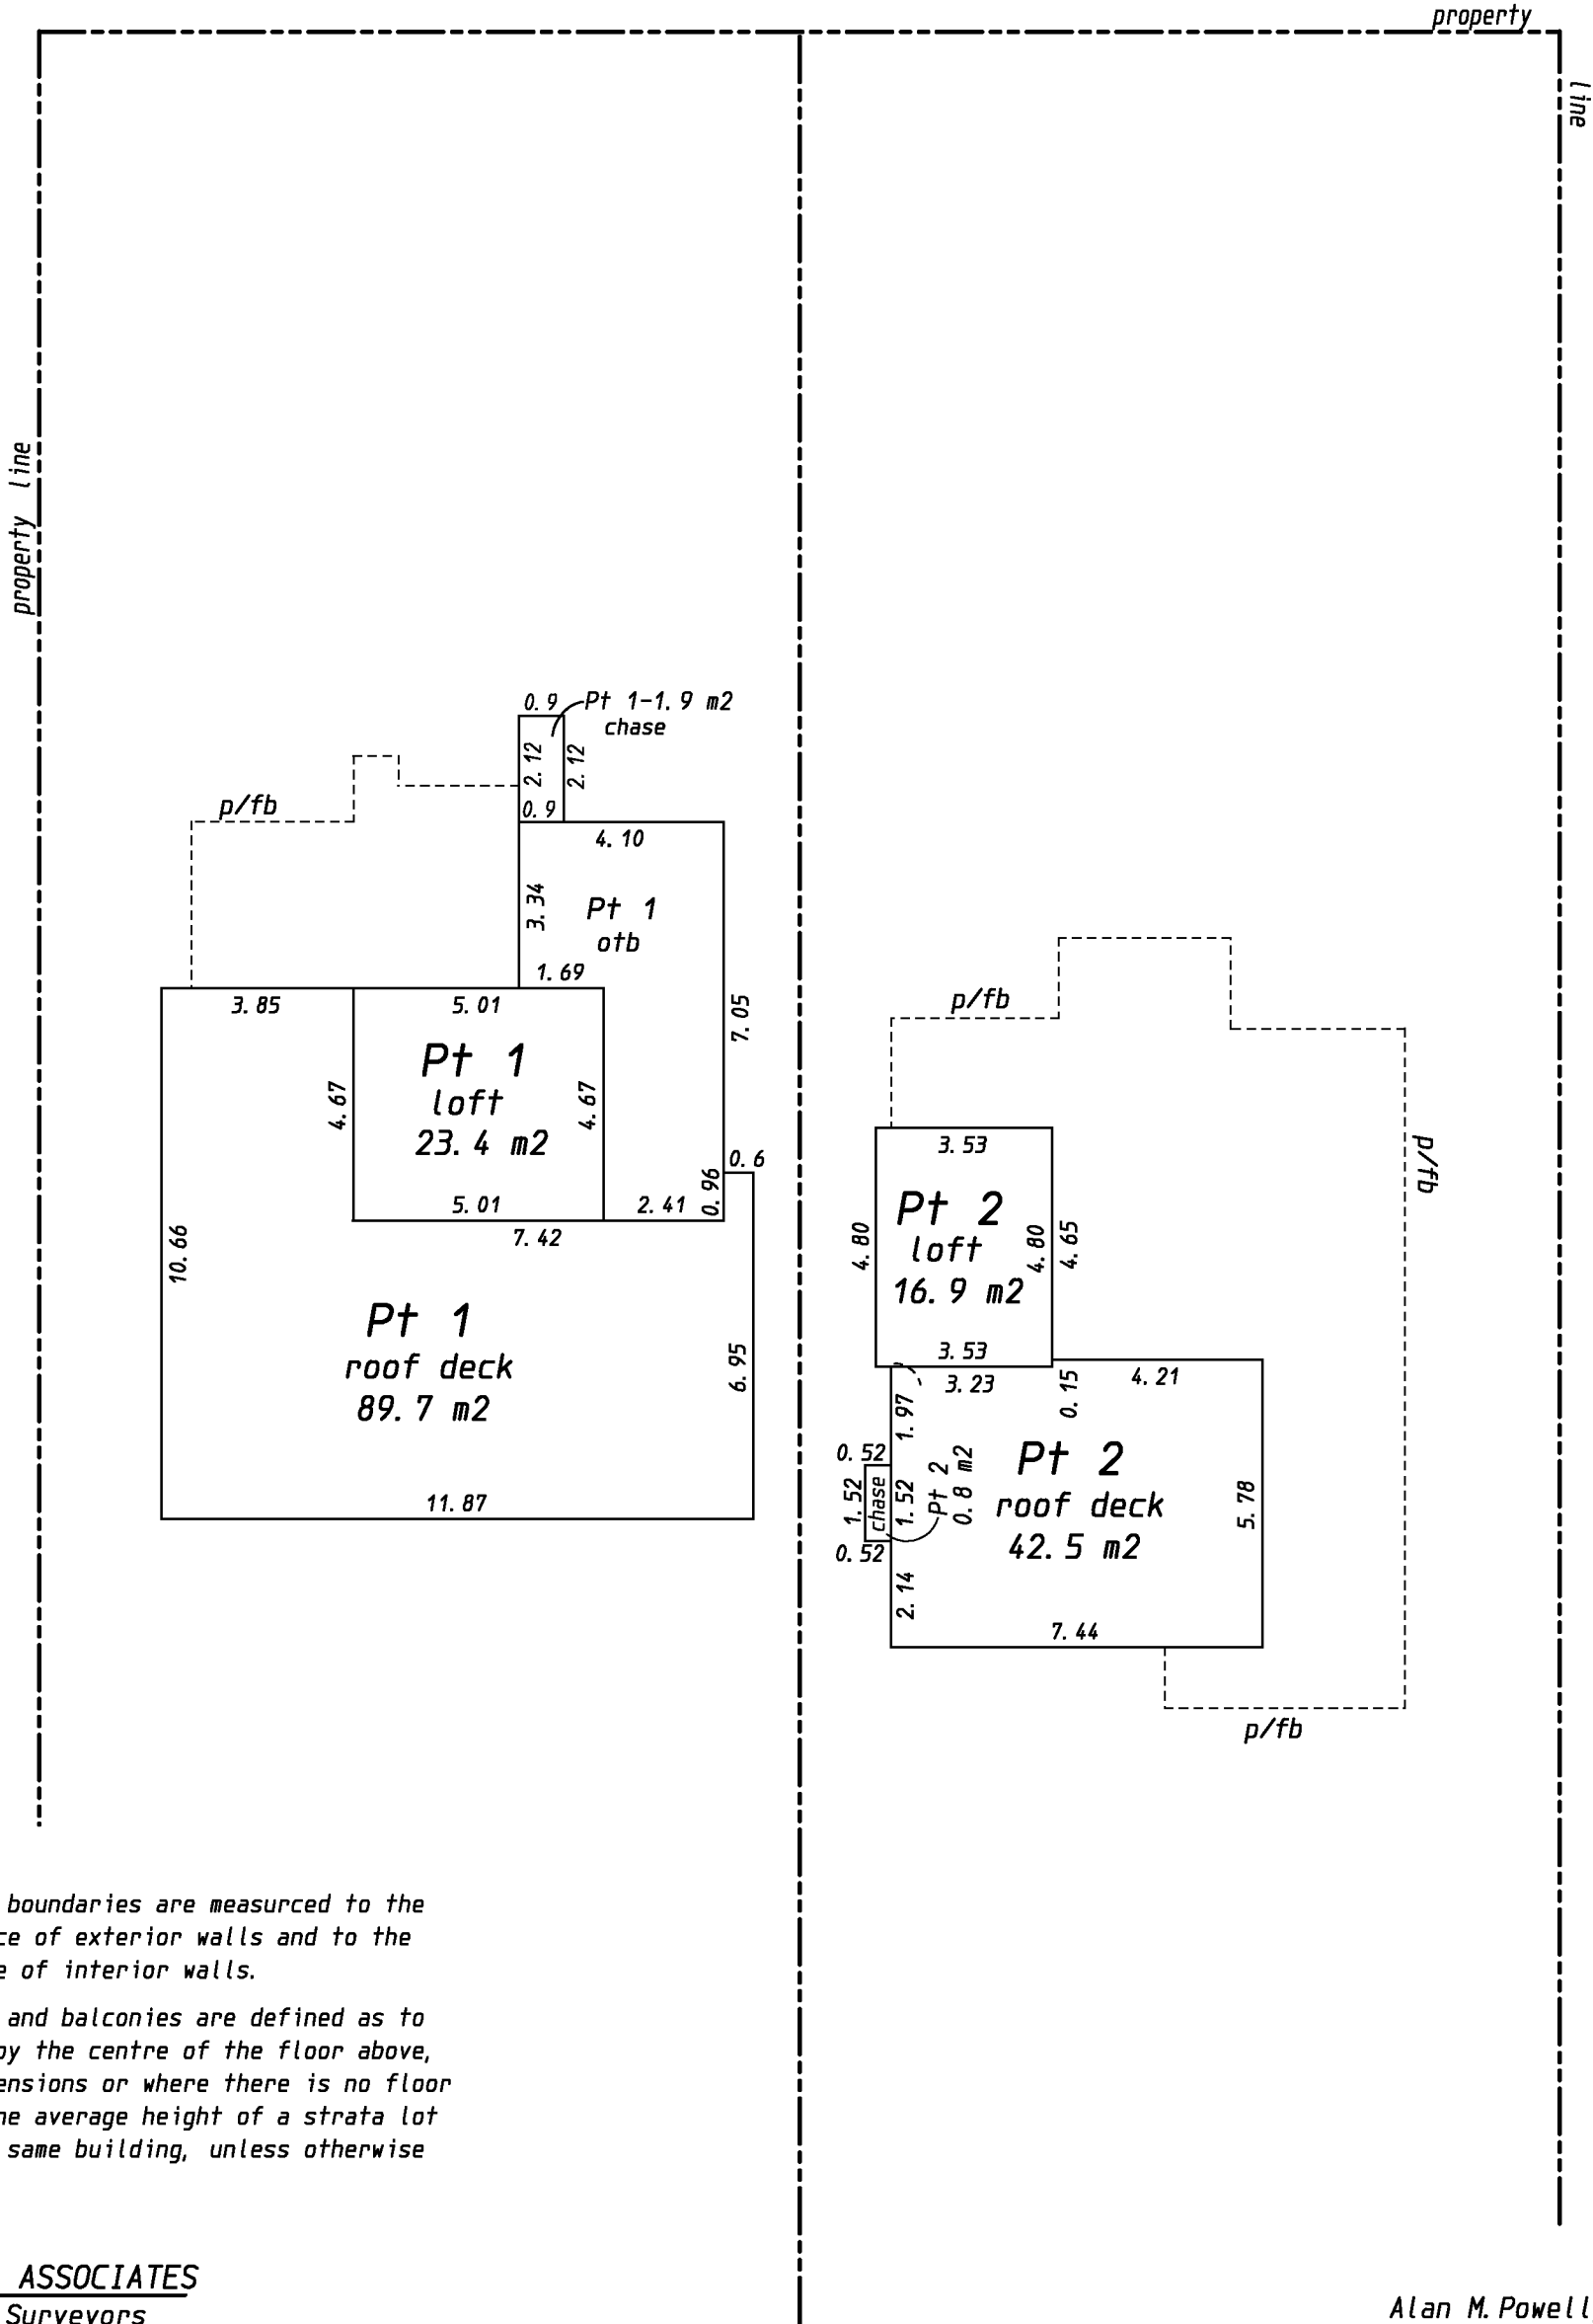 property
line
property line
0.9
Pt 1-1.9 m2
chase
2.12
2.12
0.9
p/fb
4.10
3.34
Pt 1
otb
1.69
3.85
5.01
7.05
Pt 1
loft
23.4 m2
4.67
4.67
0.6
0.96
5.01
2.41
7.42
10.66
Pt 1
roof deck
89.7 m2
6.95
11.87
p/fb
p/fb
3.53
Pt 2
loft
16.9 m2
4.80
4.80
4.65
3.53
3.23
0.15
4.21
1.97
0.52
1.52
chase
1.52
Pt 2
0.8 m2
0.52
Pt 2
roof deck
42.5 m2
5.78
2.14
7.44
p/fb
boundaries are measurced to the
ce of exterior walls and to the
e of interior walls.
and balconies are defined as to
by the centre of the floor above,
ensions or where there is no floor
he average height of a strata lot
same building, unless otherwise
ASSOCIATES
Surveyors
Alan M. Powell